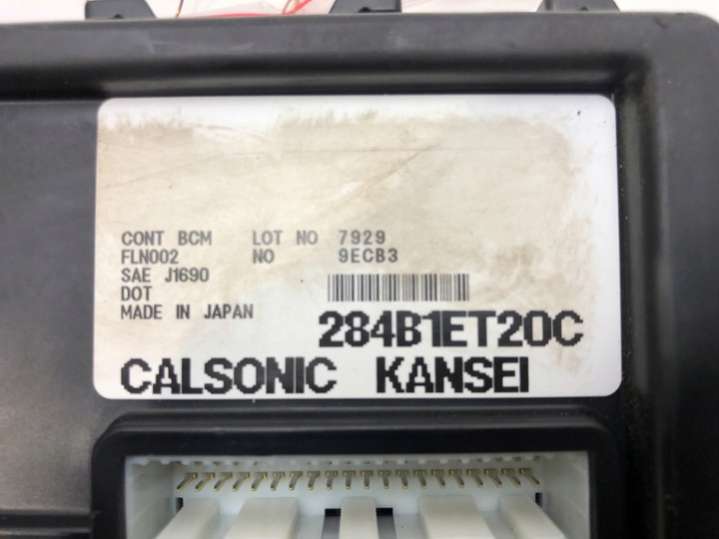 CONT BCM LOT NO 7929
FLN002 NO 9ECB3
SAE J1690
DOT
MADE IN JAPAN
284B1ET20C
CALSONIC KANSEI